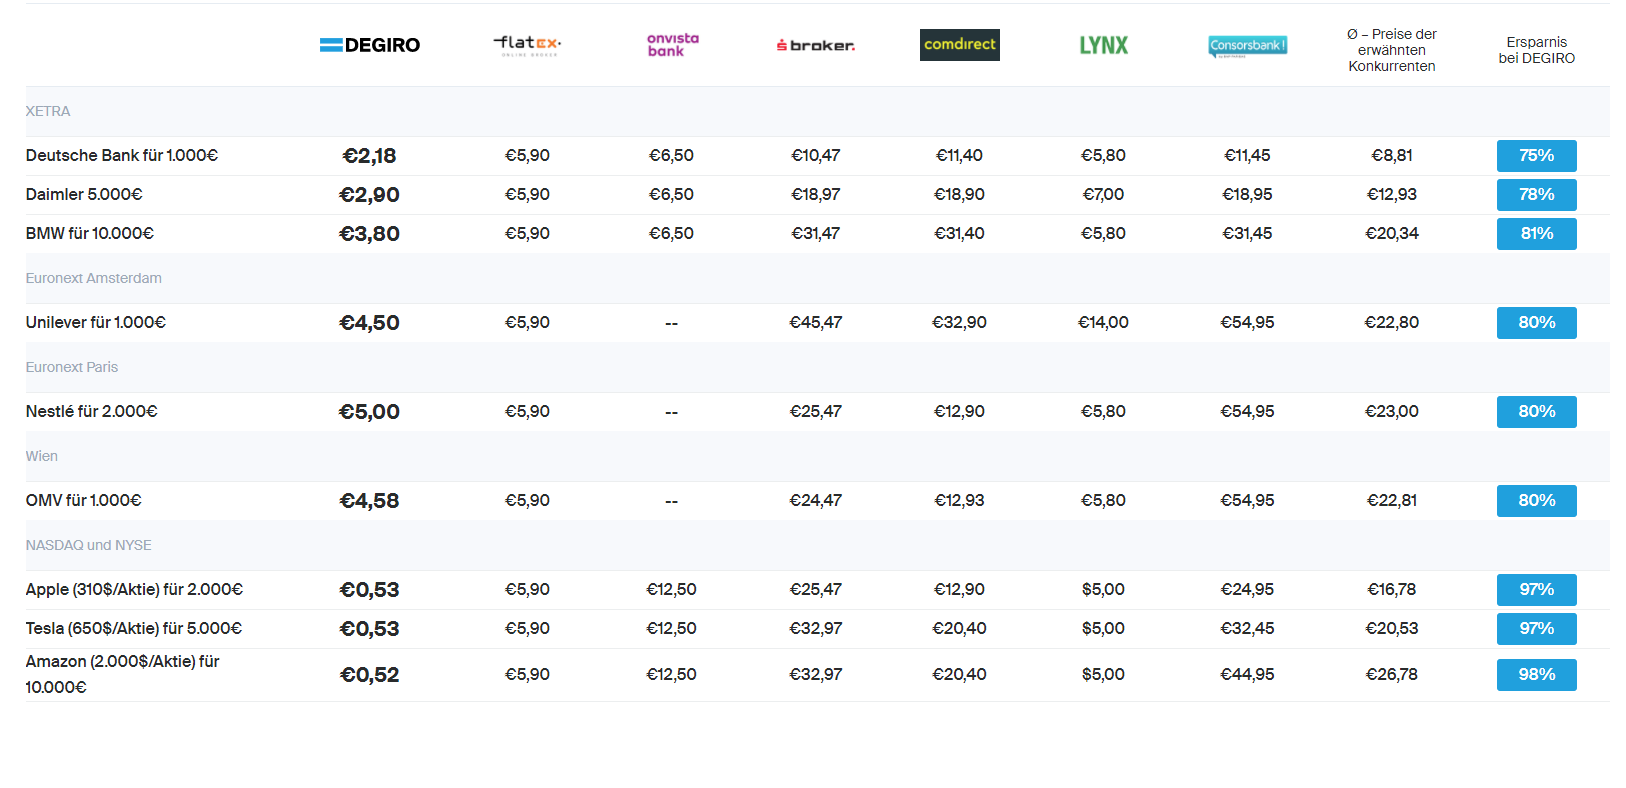 DEGIRO flatex onvista bank S broker. comdirect LYNX Consorsbank! Ø – Preise der erwähnten Konkurrenten Ersparnis bei DEGIRO
ONLINE BROKER
XETRA
Deutsche Bank für 1.000€ €2,18 €5,90 €6,50 €10,47 €11,40 €5,80 €11,45 €8,81 75%
Daimler 5.000€ €2,90 €5,90 €6,50 €18,97 €18,90 €7,00 €18,95 €12,93 78%
BMW für 10.000€ €3,80 €5,90 €6,50 €31,47 €31,40 €5,80 €31,45 €20,34 81%
Euronext Amsterdam
Unilever für 1.000€ €4,50 €5,90 -- €45,47 €32,90 €14,00 €54,95 €22,80 80%
Euronext Paris
Nestlé für 2.000€ €5,00 €5,90 -- €25,47 €12,90 €5,80 €54,95 €23,00 80%
Wien
OMV für 1.000€ €4,58 €5,90 -- €24,47 €12,93 €5,80 €54,95 €22,81 80%
NASDAQ und NYSE
Apple (310$/Aktie) für 2.000€ €0,53 €5,90 €12,50 €25,47 €12,90 $5,00 €24,95 €16,78 97%
Tesla (650$/Aktie) für 5.000€ €0,53 €5,90 €12,50 €32,97 €20,40 $5,00 €32,45 €20,53 97%
Amazon (2.000$/Aktie) für
10.000€ €0,52 €5,90 €12,50 €32,97 €20,40 $5,00 €44,95 €26,78 98%